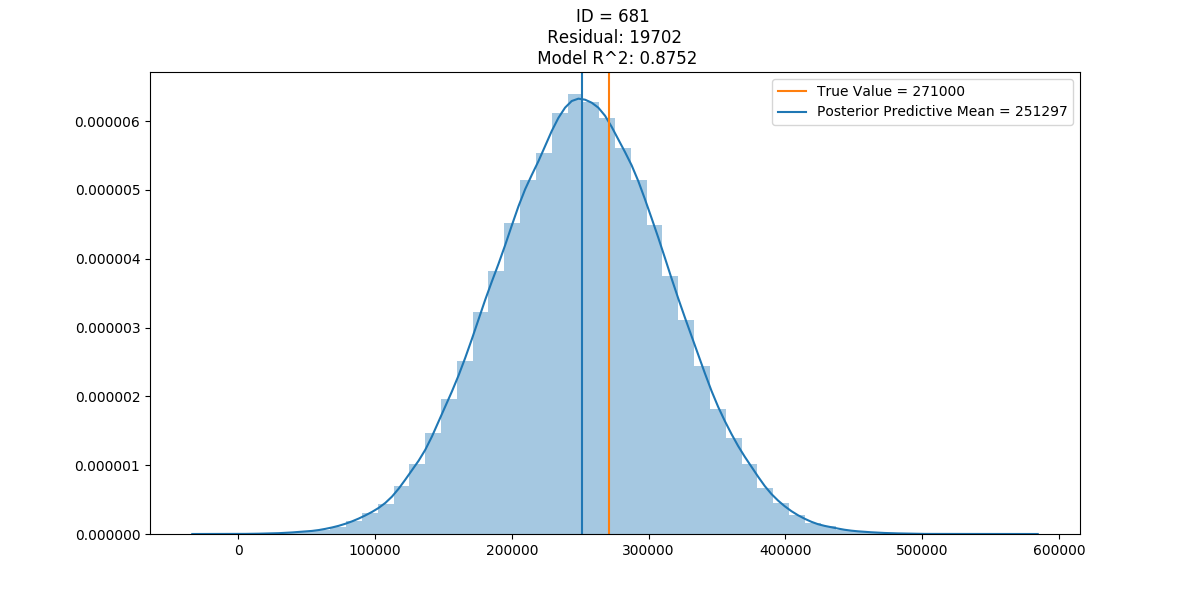 ID = 681
Residual: 19702
Model R^2: 0.8752
True Value = 271000
Posterior Predictive Mean = 251297
0.000006
0.000005
0.000004
0.000003
0.000002
0.000001
0.000000
0 100000 200000 300000 400000 500000 600000